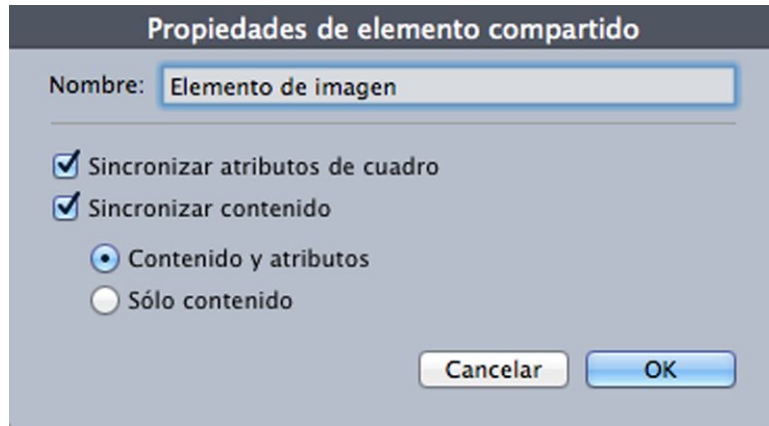 Propiedades de elemento compartido
Nombre: Elemento de imagen
Sincronizar atributos de cuadro
Sincronizar contenido
Contenido y atributos
Sólo contenido
Cancelar OK